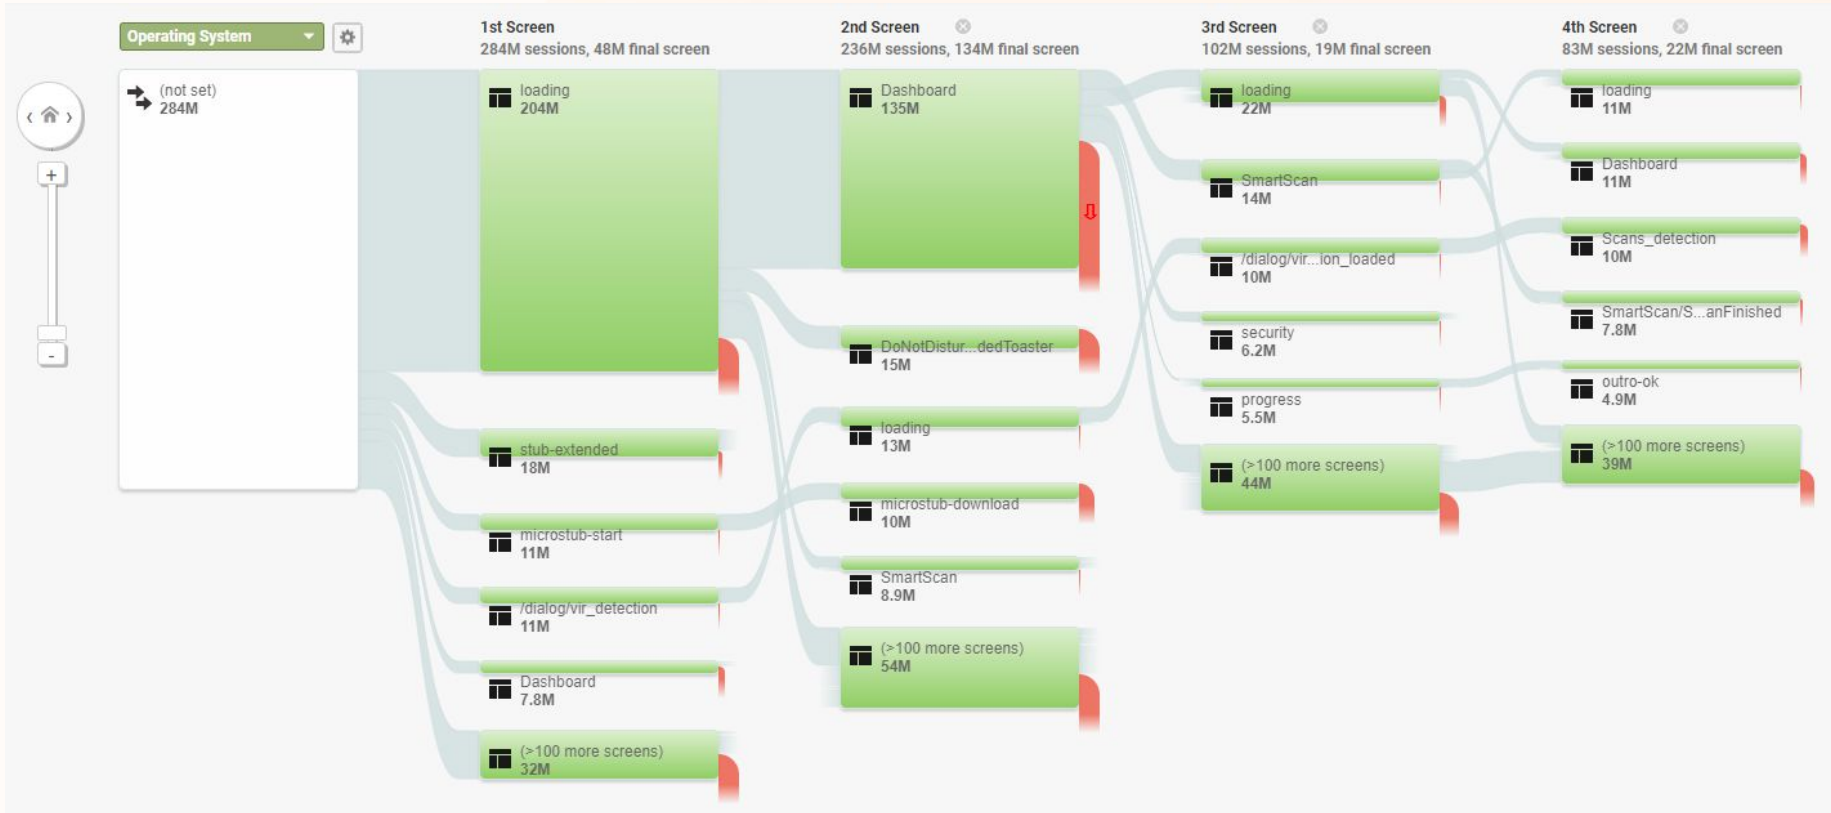 Operating System
(not set)
284M
+
-
1st Screen
284M sessions, 48M final screen
loading
204M
stub-extended
18M
microstub-start
11M
/dialog/vir_detection
11M
Dashboard
7.8M
(>100 more screens)
32M
2nd Screen
236M sessions, 134M final screen
Dashboard
135M
DoNotDistur...dedToaster
15M
loading
13M
microstub-download
10M
SmartScan
8.9M
(>100 more screens)
54M
3rd Screen
102M sessions, 19M final screen
loading
22M
SmartScan
14M
/dialog/vir...ion_loaded
10M
security
6.2M
progress
5.5M
(>100 more screens)
44M
4th Screen
83M sessions, 22M final screen
loading
11M
Dashboard
11M
Scans_detection
10M
SmartScan/S...anFinished
7.8M
outro-ok
4.9M
(>100 more screens)
39M